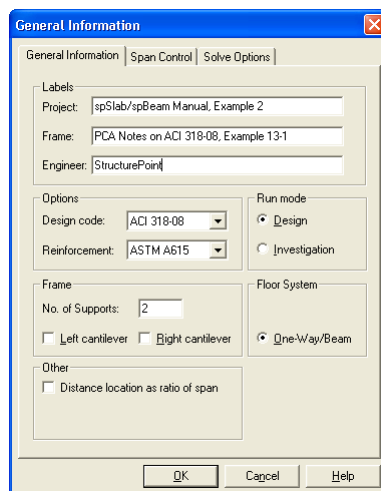 General Information
General Information Span Control Solve Options
Labels
Project: spSlab/spBeam Manual, Example 2
Frame: PCA Notes on ACI 318-08, Example 13-1
Engineer: StructurePoint
Options
Design code: ACI 318-08
Reinforcement: ASTM A615
Run mode
Design
Investigation
Frame
No. of Supports: 2
Left cantilever Right cantilever
Floor System
One-Way/Beam
Other
Distance location as ratio of span
OK Cancel Help